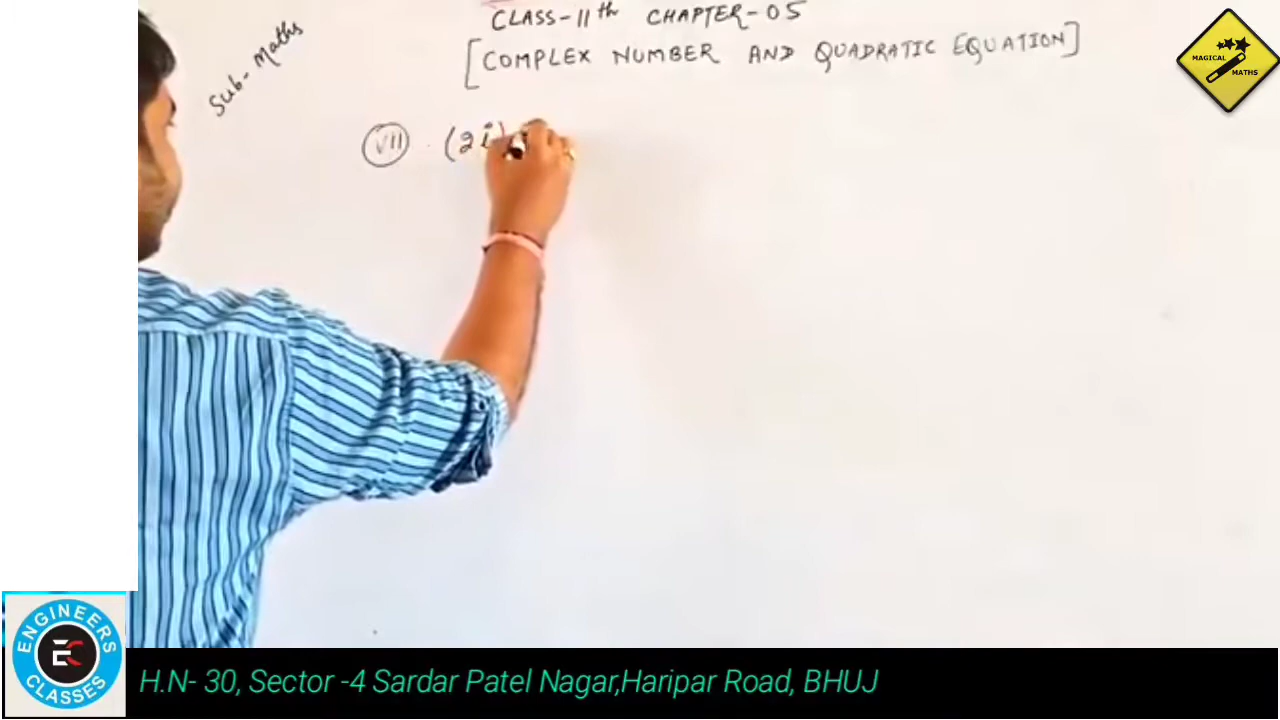 CLASS-11th CHAPTER-05
[COMPLEX NUMBER AND QUADRATIC EQUATION]
Sub- Maths
MAGICAL MATHS
VII (2i)
ENGINEERS
EC
CLASSES
H.N- 30, Sector -4 Sardar Patel Nagar,Haripar Road, BHUJ